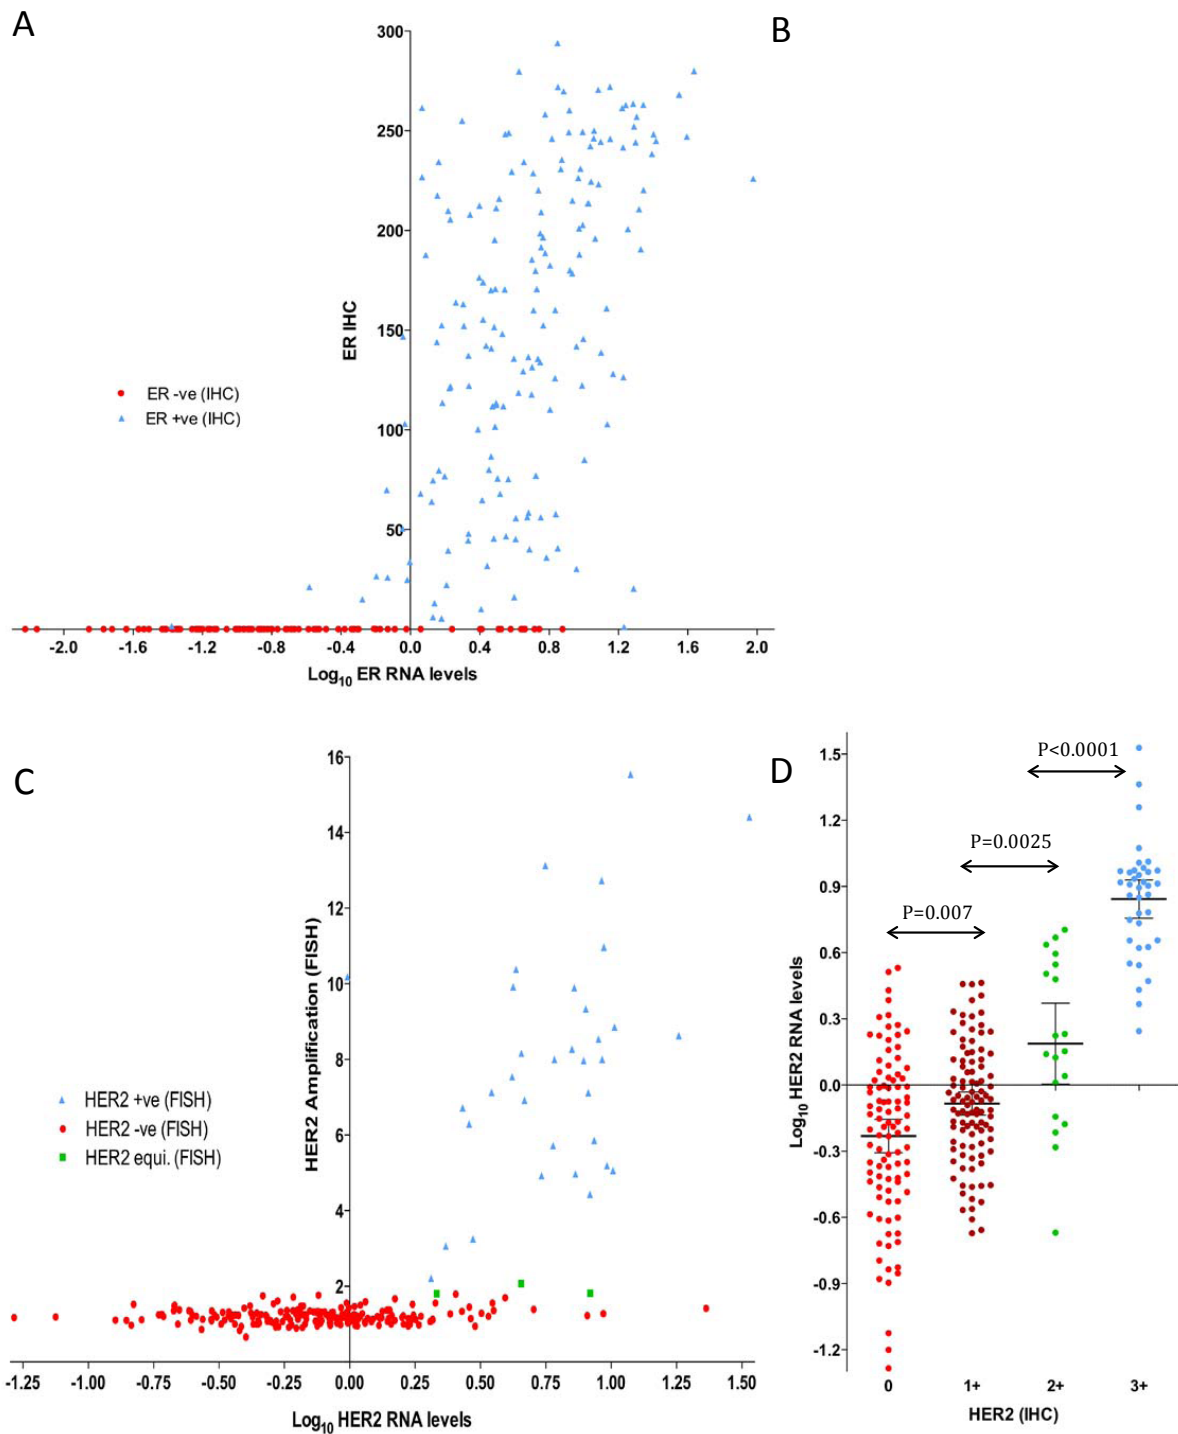 A
B
300
250
200
150
100
50
ER IHC
ER -ve (IHC)
ER +ve (IHC)
-2.0 -1.6 -1.2 -0.8 -0.4 0.0 0.4 0.8 1.2 1.6 2.0
Log10 ER RNA levels
C
16
14
12
10
8
6
4
2
HER2 Amplification (FISH)
HER2 +ve (FISH)
HER2 -ve (FISH)
HER2 equi. (FISH)
-1.25 -1.00 -0.75 -0.50 -0.25 0.00 0.25 0.50 0.75 1.00 1.25 1.50
Log10 HER2 RNA levels
D
1.5
1.2
0.9
0.6
0.3
0.0
-0.3
-0.6
-0.9
-1.2
Log10 HER2 RNA levels
P<0.0001
P=0.0025
P=0.007
0 1+ 2+ 3+
HER2 (IHC)